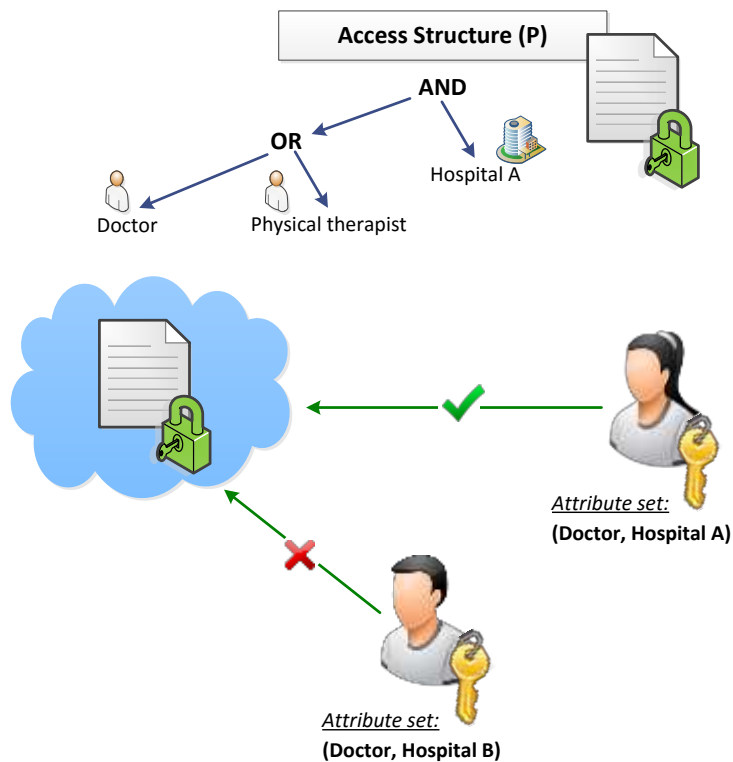 Access Structure (P)
AND
OR
Hospital A
Doctor
Physical therapist
Attribute set:
(Doctor, Hospital A)
Attribute set:
(Doctor, Hospital B)